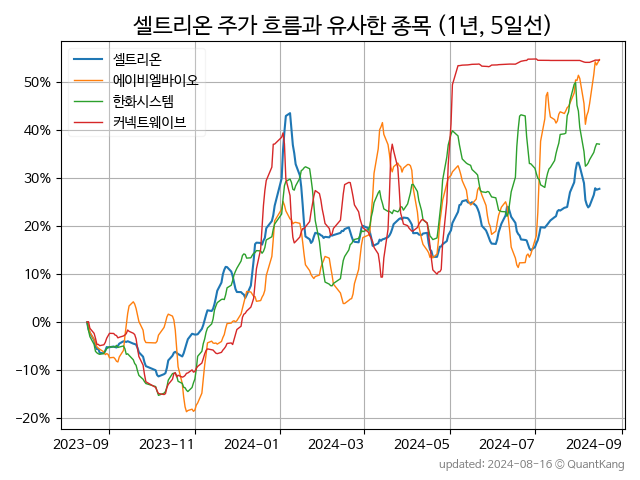 셀트리온 주가 흐름과 유사한 종목 (1년, 5일선)
셀트리온
에이비엘바이오
한화시스템
커넥트웨이브
50%
40%
30%
20%
10%
0%
−10%
−20%
2023-09 2023-11 2024-01 2024-03 2024-05 2024-07 2024-09
updated: 2024-08-16 © QuantKang